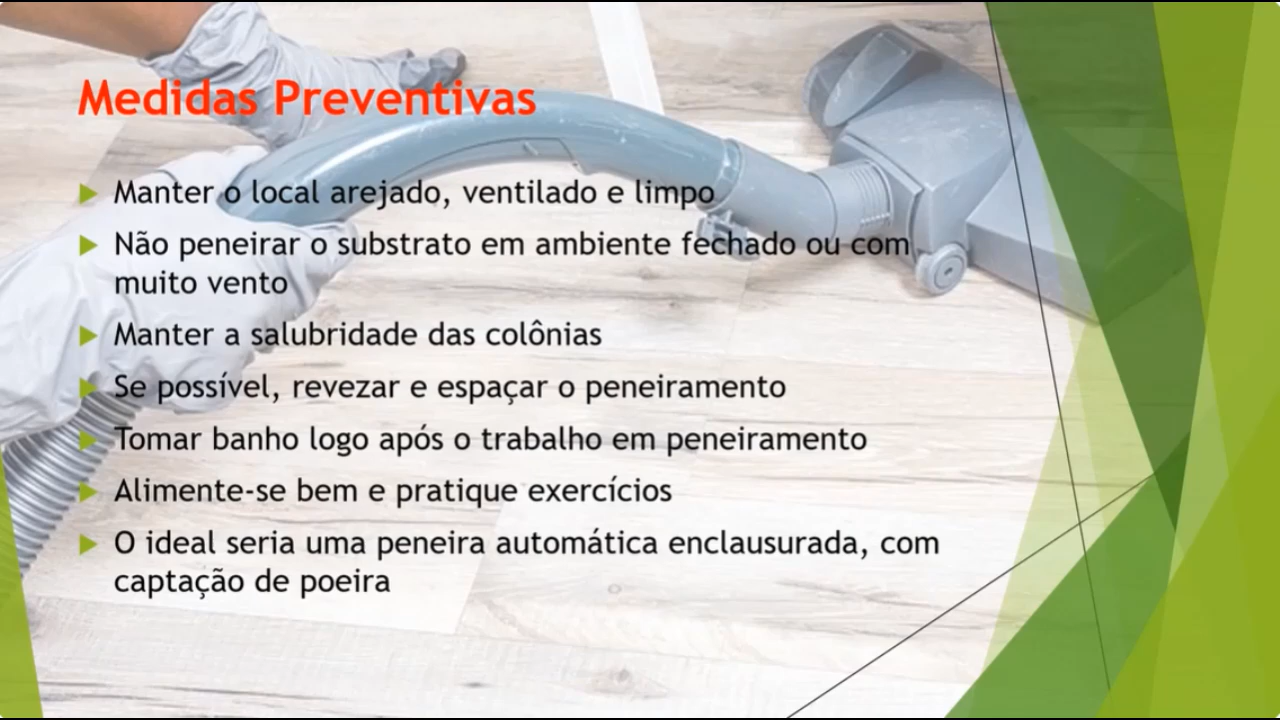 Medidas Preventivas
Manter o local arejado, ventilado e limpo
Não peneirar o substrato em ambiente fechado ou com
muito vento
Manter a salubridade das colônias
Se possível, revezar e espaçar o peneiramento
Tomar banho logo após o trabalho em peneiramento
Alimente-se bem e pratique exercícios
O ideal seria uma peneira automática enclausurada, com
captação de poeira